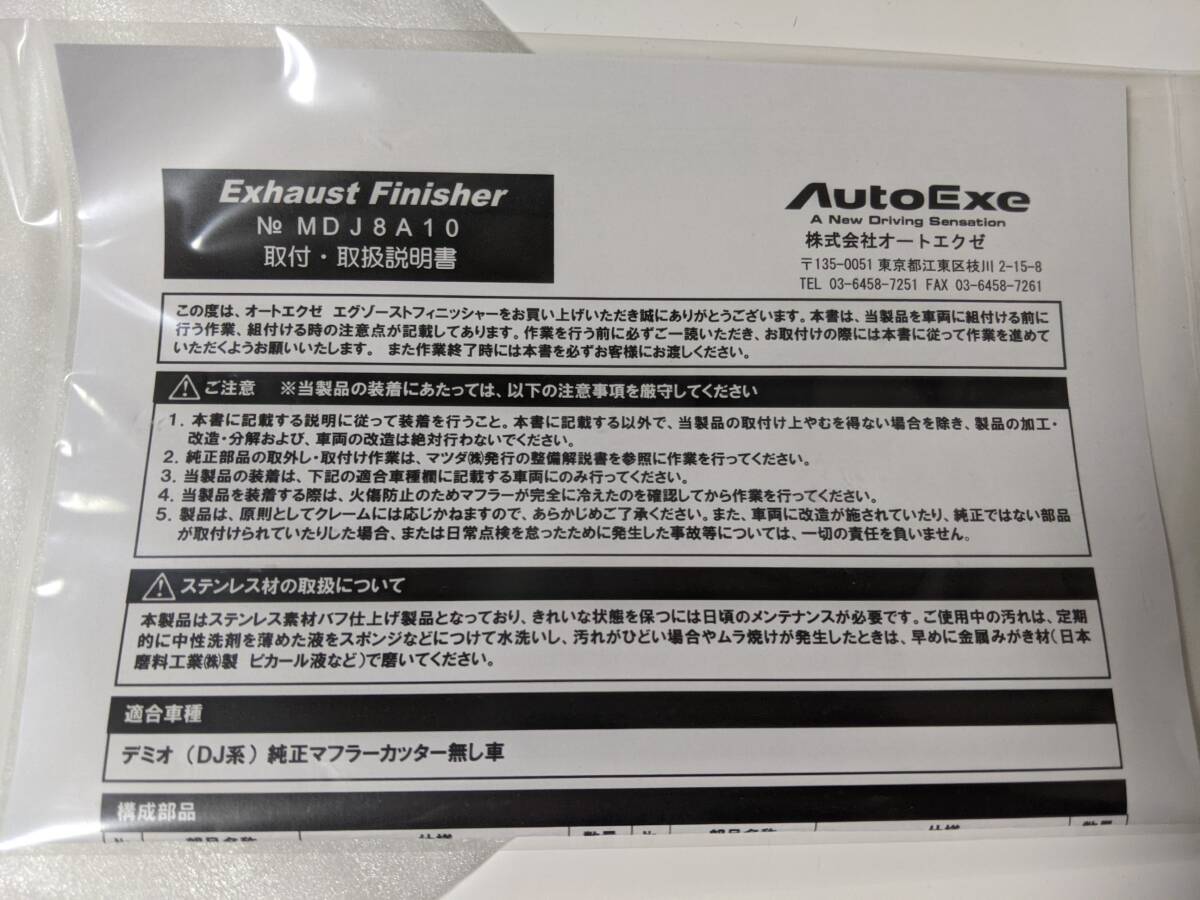 Exhaust Finisher
№ MDJ8A10
取付・取扱説明書
AutoExe
A New Driving Sensation
株式会社オートエクゼ
〒135-0051 東京都江東区枝川 2-15-8
TEL 03-6458-7251 FAX 03-6458-7261
この度は、オートエクゼ エグゾーストフィニッシャーをお買い上げいただき誠にありがとうございます。本書は、当製品を車両に組付ける前に
行う作業、組付ける時の注意点が記載してあります。作業を行う前に必ずご一読いただき、お取付けの際には本書に従って作業を進めて
いただくようお願いいたします。 また作業終了時には本書を必ずお客様にお渡しください。
ご注意 ※当製品の装着にあたっては、以下の注意事項を厳守してください
1. 本書に記載する説明に従って装着を行うこと。本書に記載する以外で、当製品の取付け上やむを得ない場合を除き、製品の加工・
改造・分解および、車両の改造は絶対行わないでください。
2. 純正部品の取外し・取付け作業は、マツダ㈱発行の整備解説書を参照に作業を行ってください。
3. 当製品の装着は、下記の適合車種欄に記載する車両にのみ行ってください。
4. 当製品を装着する際は、火傷防止のためマフラーが完全に冷えたのを確認してから作業を行ってください。
5. 製品は、原則としてクレームには応じかねますので、あらかじめご了承ください。また、車両に改造が施されていたり、純正ではない部品
が取付けられていたりした場合、または日常点検を怠ったために発生した事故等については、一切の責任を負いません。
ステンレス材の取扱について
本製品はステンレス素材バフ仕上げ製品となっており、きれいな状態を保つには日頃のメンテナンスが必要です。ご使用中の汚れは、定期
的に中性洗剤を薄めた液をスポンジなどにつけて水洗いし、汚れがひどい場合やムラ焼けが発生したときは、早めに金属みがき材(日本
磨料工業㈱製 ピカール液など)で磨いてください。
適合車種
デミオ (DJ系) 純正マフラーカッター無し車
構成部品